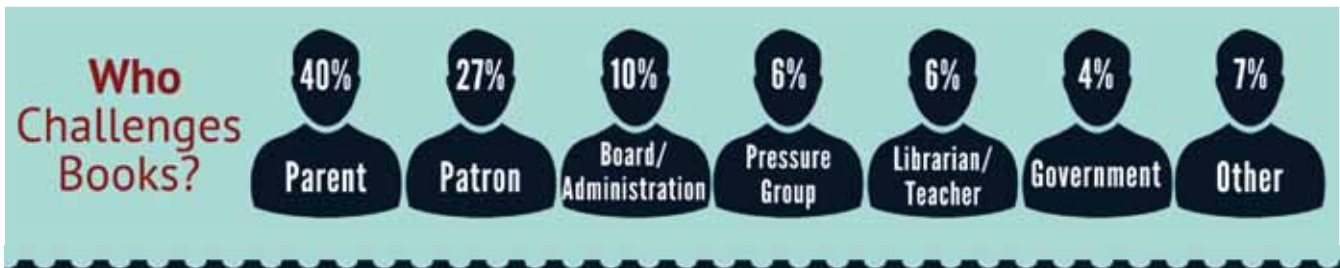 Who
Challenges
Books?
40%
Parent
27%
Patron
10%
Board/
Administration
6%
Pressure
Group
6%
Librarian/
Teacher
4%
Government
7%
Other